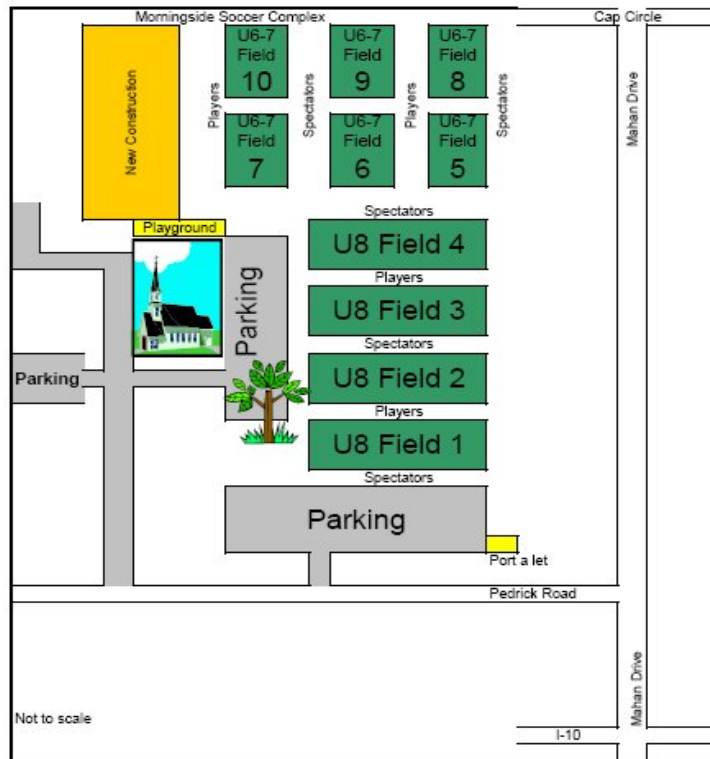 Morningside Soccer Complex
Cap Circle
U6-7
Field
10
U6-7
Field
9
U6-7
Field
8
Players
Spectators
Players
Spectators
New Construction
Mahan Drive
U6-7
Field
7
U6-7
Field
6
U6-7
Field
5
Spectators
Playground
U8 Field 4
Players
Parking
U8 Field 3
Spectators
Parking
U8 Field 2
Players
U8 Field 1
Spectators
Parking
Port a let
Pedrick Road
Mahan Drive
Not to scale
I-10